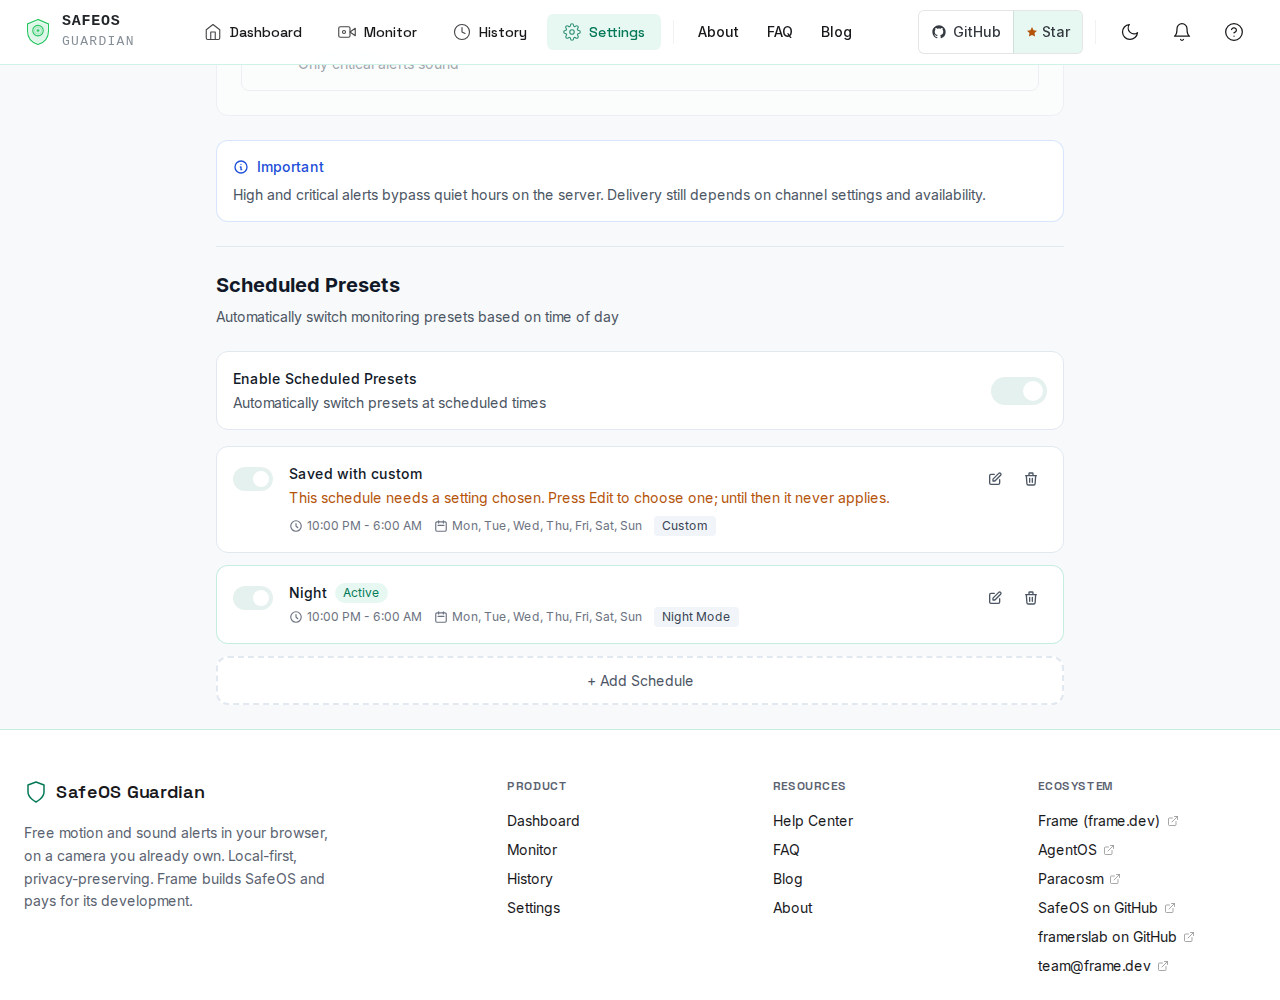 SAFEOS
GUARDIAN
Dashboard
Monitor
History
Settings
About
FAQ
Blog
GitHub
Star
Only critical alerts sound
Important
High and critical alerts bypass quiet hours on the server. Delivery still depends on channel settings and availability.
Scheduled Presets
Automatically switch monitoring presets based on time of day
Enable Scheduled Presets
Automatically switch presets at scheduled times
Saved with custom
This schedule needs a setting chosen. Press Edit to choose one; until then it never applies.
10:00 PM - 6:00 AM Mon, Tue, Wed, Thu, Fri, Sat, Sun Custom
Night Active
10:00 PM - 6:00 AM Mon, Tue, Wed, Thu, Fri, Sat, Sun Night Mode
+ Add Schedule
SafeOS Guardian
Free motion and sound alerts in your browser,
on a camera you already own. Local-first,
privacy-preserving. Frame builds SafeOS and
pays for its development.
PRODUCT
Dashboard
Monitor
History
Settings
RESOURCES
Help Center
FAQ
Blog
About
ECOSYSTEM
Frame (frame.dev)
AgentOS
Paracosm
SafeOS on GitHub
framerslab on GitHub
team@frame.dev